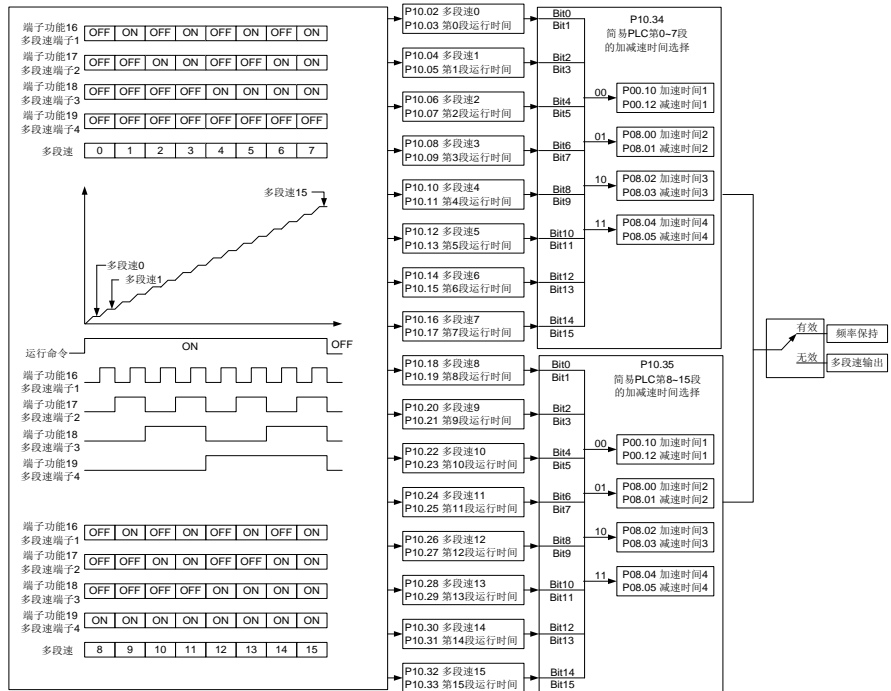 端子功能16
多段速端子1
OFF ON OFF ON OFF ON OFF ON
端子功能17
多段速端子2
OFF OFF ON ON OFF OFF ON ON
端子功能18
多段速端子3
OFF OFF OFF OFF ON ON ON ON
端子功能19
多段速端子4
OFF OFF OFF OFF OFF OFF OFF OFF
多段速 0 1 2 3 4 5 6 7
多段速15
多段速0
多段速1
运行命令
ON
OFF
端子功能16
多段速端子1
端子功能17
多段速端子2
端子功能18
多段速端子3
端子功能19
多段速端子4
端子功能16
多段速端子1
OFF ON OFF ON OFF ON OFF ON
端子功能17
多段速端子2
OFF OFF ON ON OFF OFF ON ON
端子功能18
多段速端子3
OFF OFF OFF OFF ON ON ON ON
端子功能19
多段速端子4
ON ON ON ON ON ON ON ON
多段速 8 9 10 11 12 13 14 15
P10.02 多段速0
P10.03 第0段运行时间
P10.04 多段速1
P10.05 第1段运行时间
P10.06 多段速2
P10.07 第2段运行时间
P10.08 多段速3
P10.09 第3段运行时间
P10.10 多段速4
P10.11 第4段运行时间
P10.12 多段速5
P10.13 第5段运行时间
P10.14 多段速6
P10.15 第6段运行时间
P10.16 多段速7
P10.17 第7段运行时间
P10.18 多段速8
P10.19 第8段运行时间
P10.20 多段速9
P10.21 第9段运行时间
P10.22 多段速10
P10.23 第10段运行时间
P10.24 多段速11
P10.25 第11段运行时间
P10.26 多段速12
P10.27 第12段运行时间
P10.28 多段速13
P10.29 第13段运行时间
P10.30 多段速14
P10.31 第14段运行时间
P10.32 多段速15
P10.33 第15段运行时间
Bit0
Bit1
Bit2
Bit3
Bit4
Bit5
Bit6
Bit7
Bit8
Bit9
Bit10
Bit11
Bit12
Bit13
Bit14
Bit15
P10.34
简易PLC第0~7段
的加减速时间选择
00
P00.10 加速时间1
P00.12 减速时间1
01
P08.00 加速时间2
P08.01 减速时间2
10
P08.02 加速时间3
P08.03 减速时间3
11
P08.04 加速时间4
P08.05 减速时间4
Bit0
Bit1
Bit2
Bit3
Bit4
Bit5
Bit6
Bit7
Bit8
Bit9
Bit10
Bit11
Bit12
Bit13
Bit14
Bit15
P10.35
简易PLC第8~15段
的加减速时间选择
00
P00.10 加速时间1
P00.12 减速时间1
01
P08.00 加速时间2
P08.01 减速时间2
10
P08.02 加速时间3
P08.03 减速时间3
11
P08.04 加速时间4
P08.05 减速时间4
有效
频率保持
无效
多段速输出